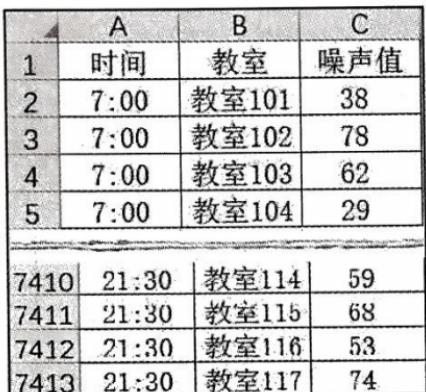 A B C
1 时间 教室 噪声值
2 7:00 教室101 38
3 7:00 教室102 78
4 7:00 教室103 62
5 7:00 教室104 29
7410 21:30 教室114 59
7411 21:30 教室115 68
7412 21:30 教室116 53
7413 21:30 教室117 74